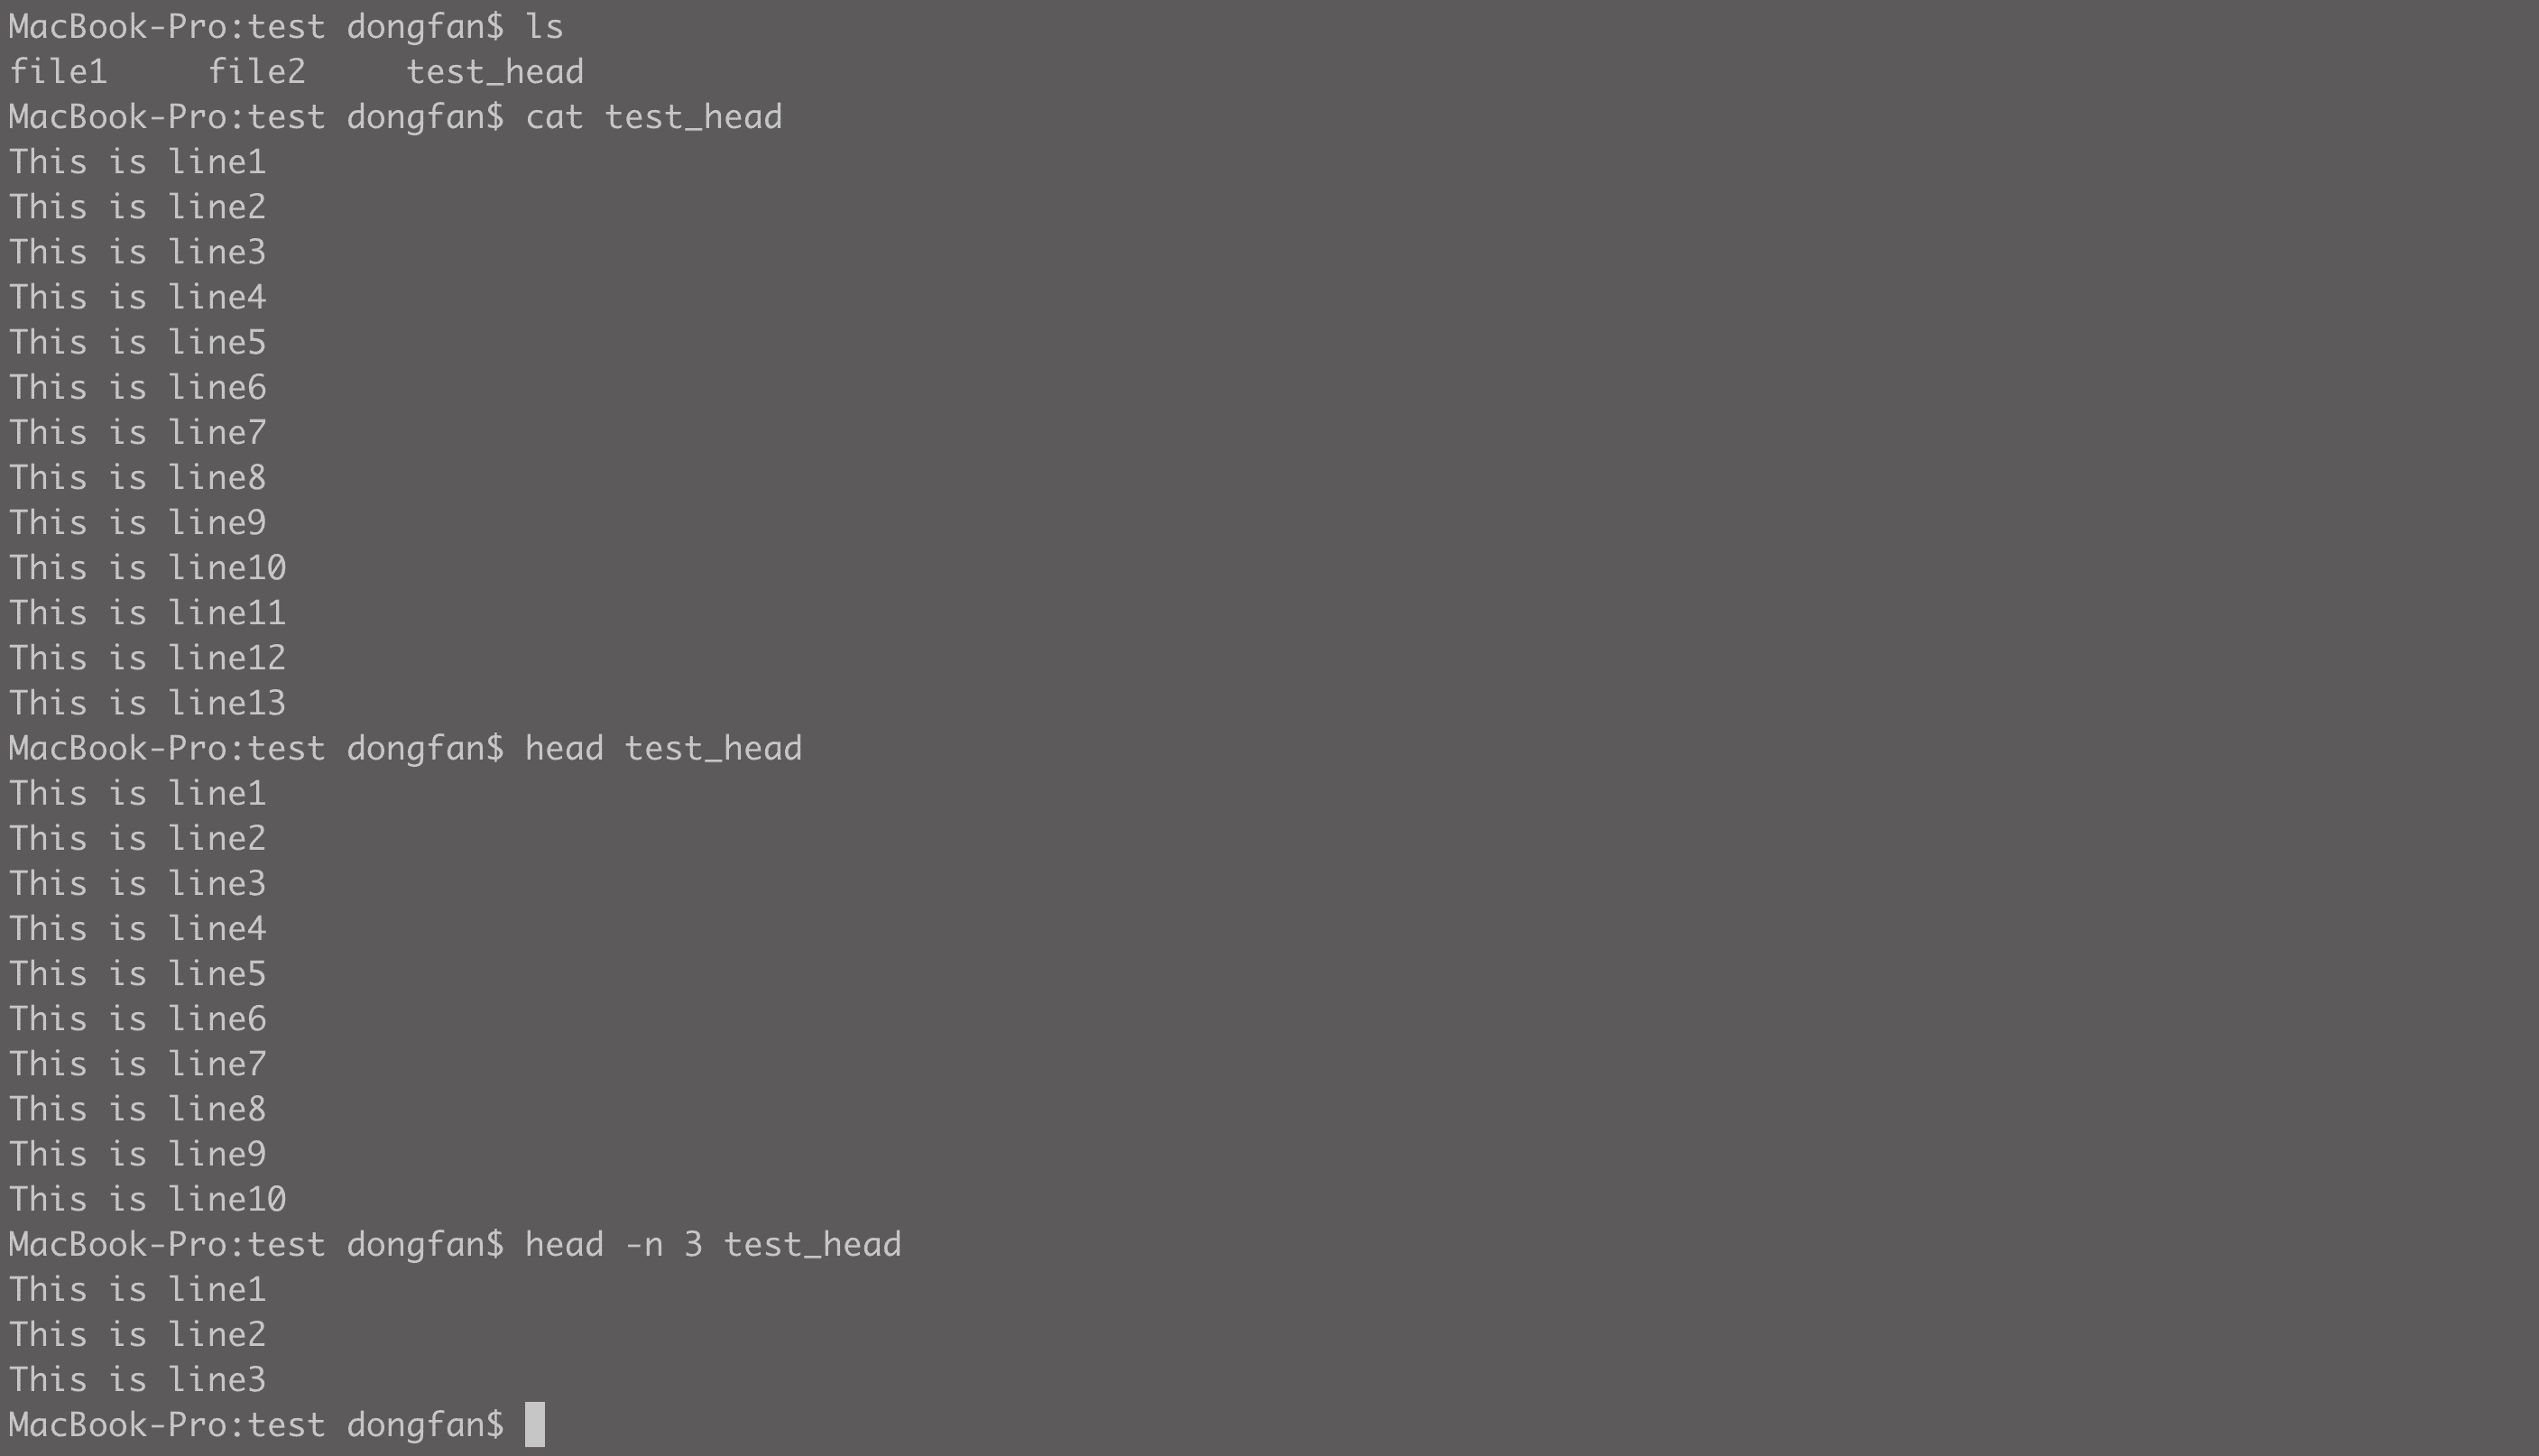 MacBook-Pro:test dongfan$ ls
file1     file2     test_head
MacBook-Pro:test dongfan$ cat test_head
This is line1
This is line2
This is line3
This is line4
This is line5
This is line6
This is line7
This is line8
This is line9
This is line10
This is line11
This is line12
This is line13
MacBook-Pro:test dongfan$ head test_head
This is line1
This is line2
This is line3
This is line4
This is line5
This is line6
This is line7
This is line8
This is line9
This is line10
MacBook-Pro:test dongfan$ head -n 3 test_head
This is line1
This is line2
This is line3
MacBook-Pro:test dongfan$